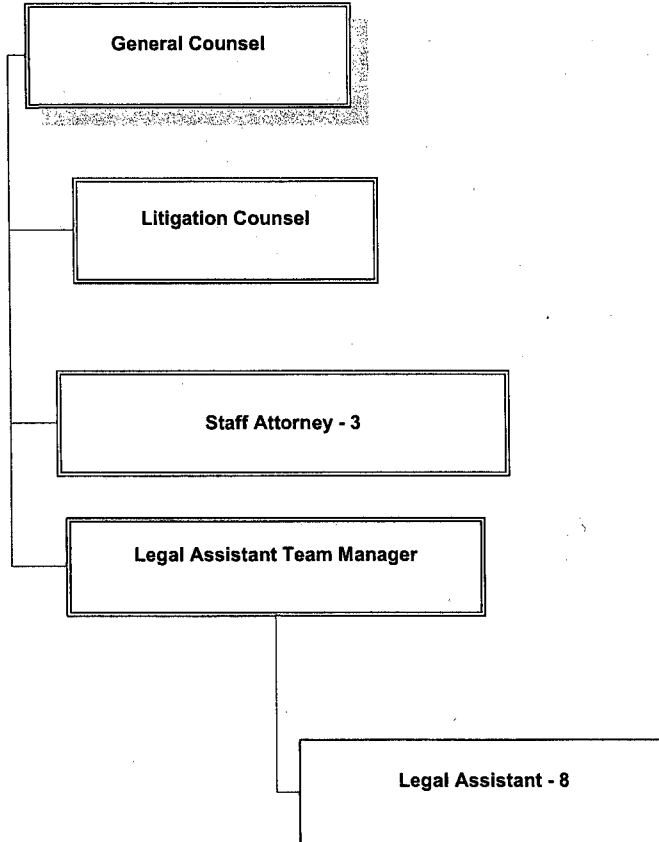 General Counsel
Litigation Counsel
Staff Attorney - 3
Legal Assistant Team Manager
Legal Assistant - 8